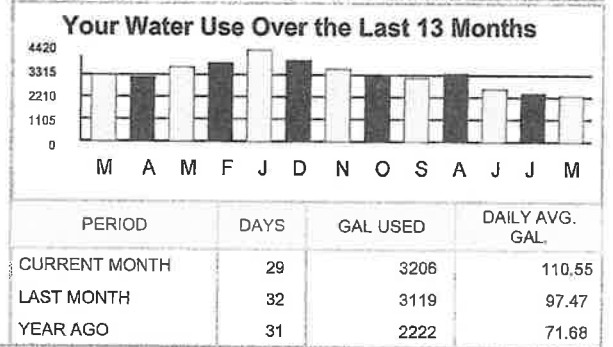 Your Water Use Over the Last 13 Months
4420
3315
2210
1105
0
M A M F J D N O S A J J M
PERIOD DAYS GAL USED DAILY AVG. GAL.
CURRENT MONTH 29 3206 110.55
LAST MONTH 32 3119 97.47
YEAR AGO 31 2222 71.68